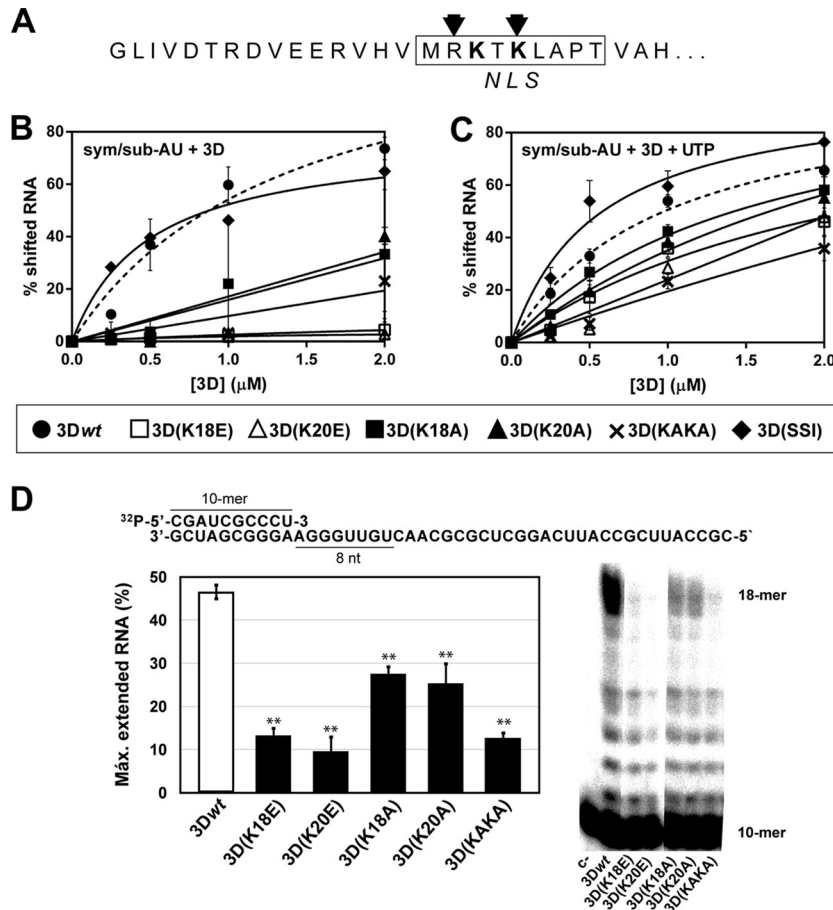 A
G L I V D T R D V E E R V H V M R K T K L A P T V A H . . .
NLS
B
sym/sub-AU + 3D
% shifted RNA
80
60
40
20
0
0.0 0.5 1.0 1.5 2.0
[3D] (μM)
C
sym/sub-AU + 3D + UTP
% shifted RNA
80
60
40
20
0
0.0 0.5 1.0 1.5 2.0
[3D] (μM)
3Dwt 3D(K18E) 3D(K20E) 3D(K18A) 3D(K20A) 3D(KAKA) 3D(SSI)
D
10-mer
32P-5'-CGAUCGCCCU-3
3'-GCUAGCGGGAAGGGUUGUCAACGCGCUCGGACUUACCGCUUACCGC-5`
8 nt
Máx. extended RNA (%)
50
40
30
20
10
0
** ** ** ** **
3Dwt 3D(K18E) 3D(K20E) 3D(K18A) 3D(K20A) 3D(KAKA)
18-mer
10-mer
c- 3Dwt 3D(K18E) 3D(K20E) 3D(K18A) 3D(K20A) 3D(KAKA)